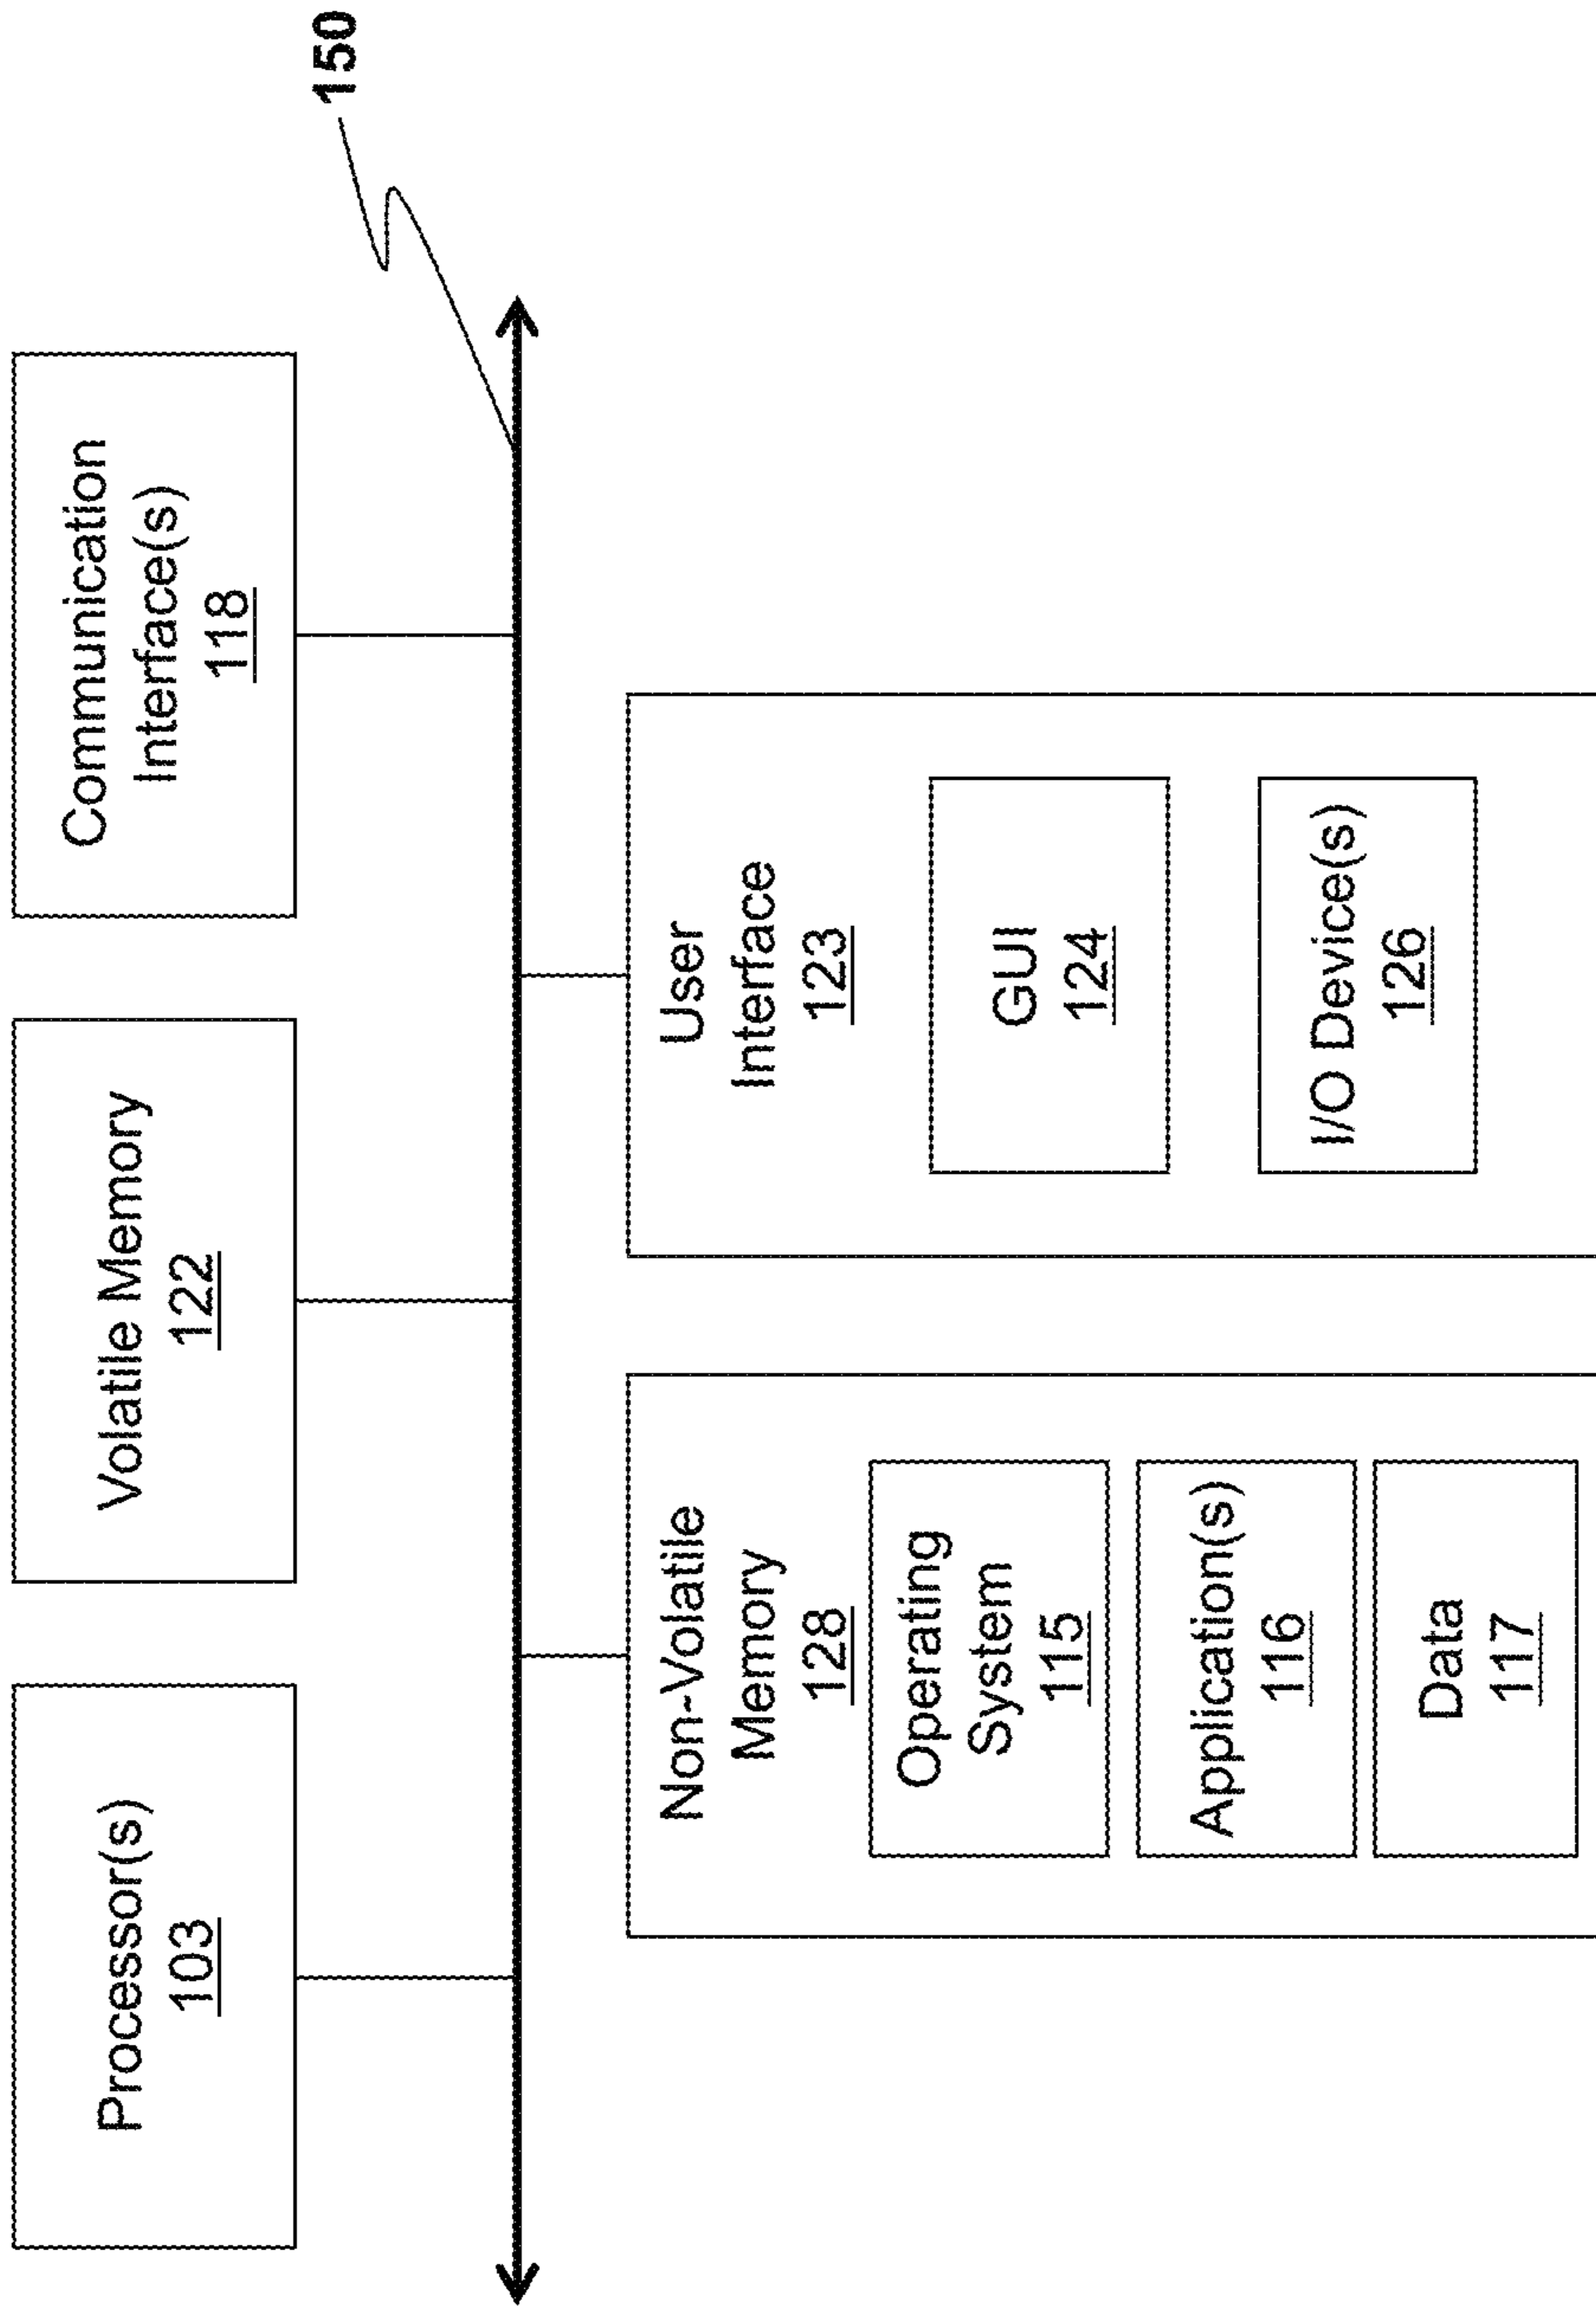 Processor(s)
103
Volatile Memory
122
Communication
Interface(s)
118
150
Non-Volatile
Memory
128
Operating
System
115
Application(s)
116
Data
117
User
Interface
123
GUI
124
I/O Device(s)
126